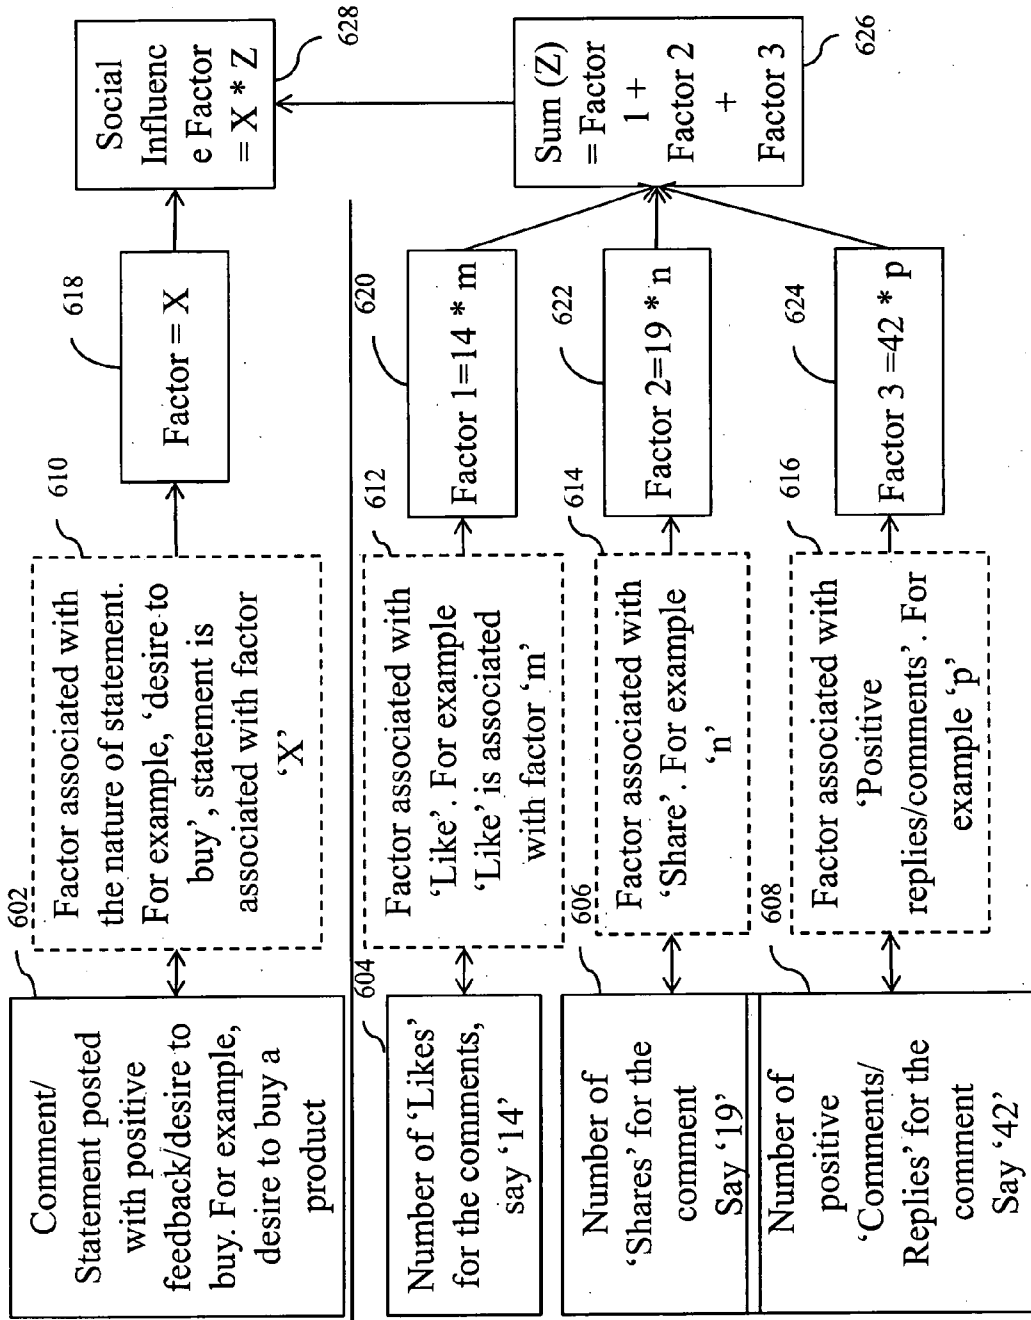 Comment/
Statement posted
with positive
feedback/desire to
buy. For example,
desire to buy a
product
602
Factor associated with
the nature of statement.
For example, ‘desire to
buy’, statement is
associated with factor
‘X’
610
Factor = X
618
Social
Influenc
e Factor
= X * Z
628
Number of ‘Likes’
for the comments,
say ‘14’
604
Factor associated with
‘Like’. For example
‘Like’ is associated
with factor ‘m’
612
Factor 1=14 * m
620
Number of
‘Shares’ for the
comment
Say ‘19’
606
Factor associated with
‘Share’. For example
‘n’
614
Factor 2=19 * n
622
Sum (Z)
= Factor
1 +
Factor 2
+
Factor 3
626
Number of
positive
‘Comments/
Replies’ for the
comment
Say ‘42’
608
Factor associated with
‘Positive
replies/comments’. For
example ‘p’
616
Factor 3 =42 * p
624